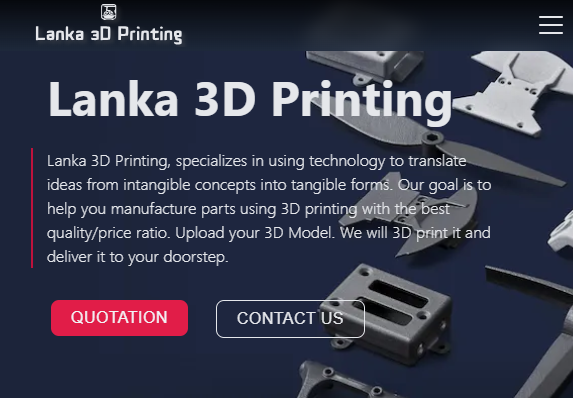 Lanka 3D Printing
Lanka 3D Printing
Lanka 3D Printing, specializes in using technology to translate
ideas from intangible concepts into tangible forms. Our goal is to
help you manufacture parts using 3D printing with the best
quality/price ratio. Upload your 3D Model. We will 3D print it and
deliver it to your doorstep.
QUOTATION
CONTACT US